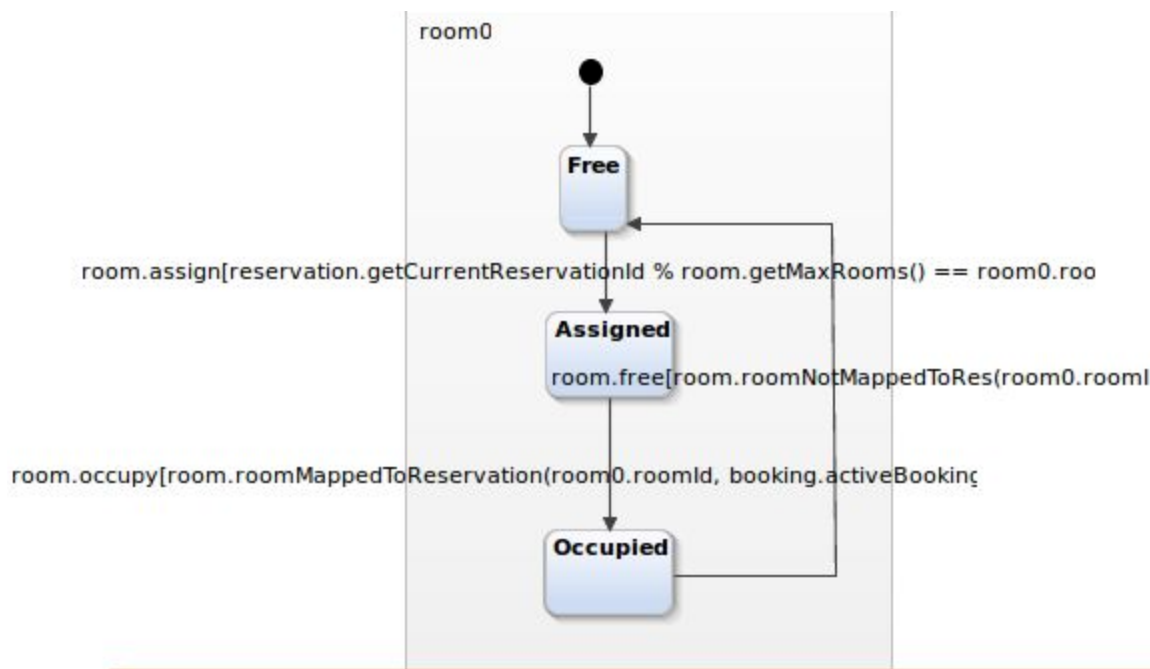 room0
Free
room.assign[reservation.getCurrentReservationId % room.getMaxRooms() == room0.roo
Assigned
room.free[room.roomNotMappedToRes(room0.roomI
room.occupy[room.roomMappedToReservation(room0.roomId, booking.activeBooking
Occupied